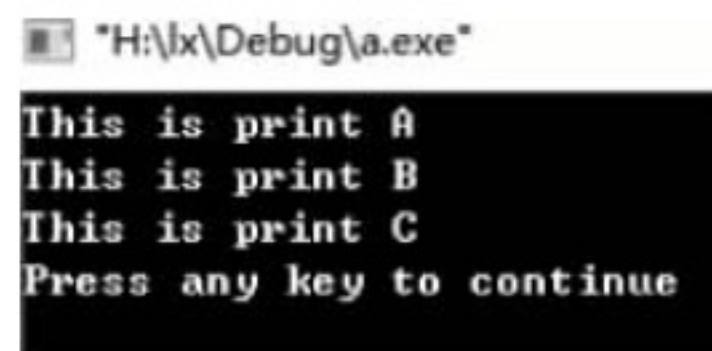 "H:\lx\Debug\a.exe"
This is print A
This is print B
This is print C
Press any key to continue